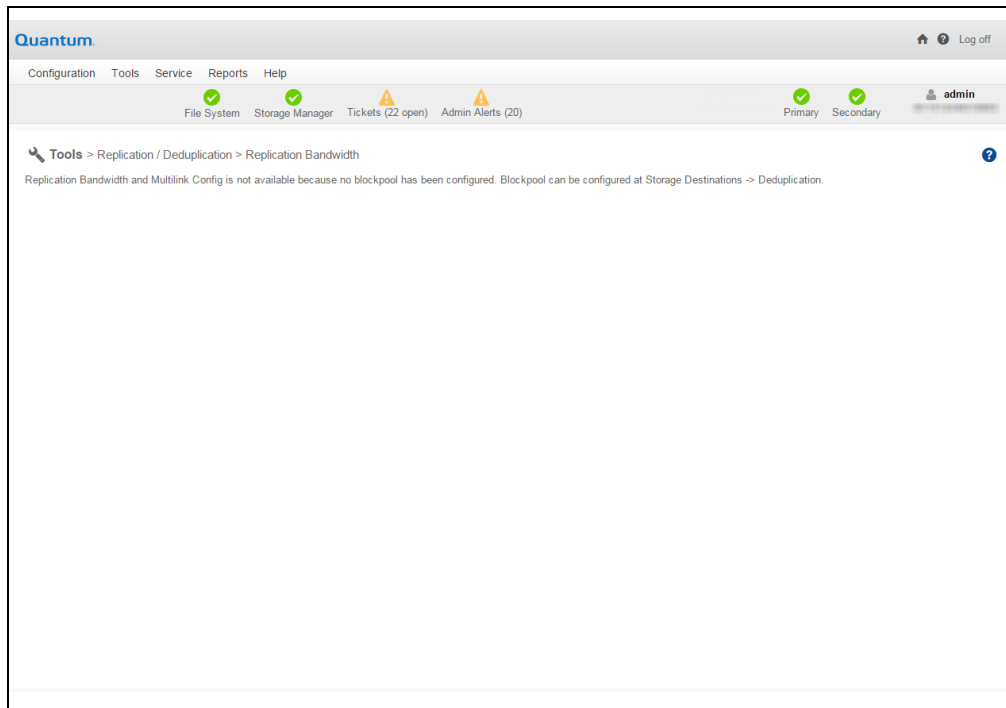 Quantum.
Log off
Configuration Tools Service Reports Help
File System Storage Manager Tickets (22 open) Admin Alerts (20) Primary Secondary admin
Tools > Replication / Deduplication > Replication Bandwidth
Replication Bandwidth and Multilink Config is not available because no blockpool has been configured. Blockpool can be configured at Storage Destinations -> Deduplication.